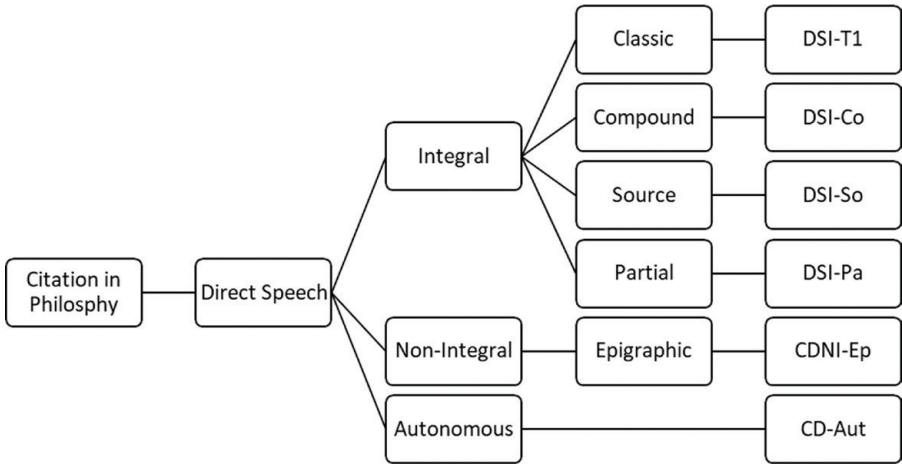 Classic
DSI-T1
Compound
DSI-Co
Integral
Source
DSI-So
Partial
DSI-Pa
Citation in
Philosphy
Direct Speech
Non-Integral
Epigraphic
CDNI-Ep
Autonomous
CD-Aut